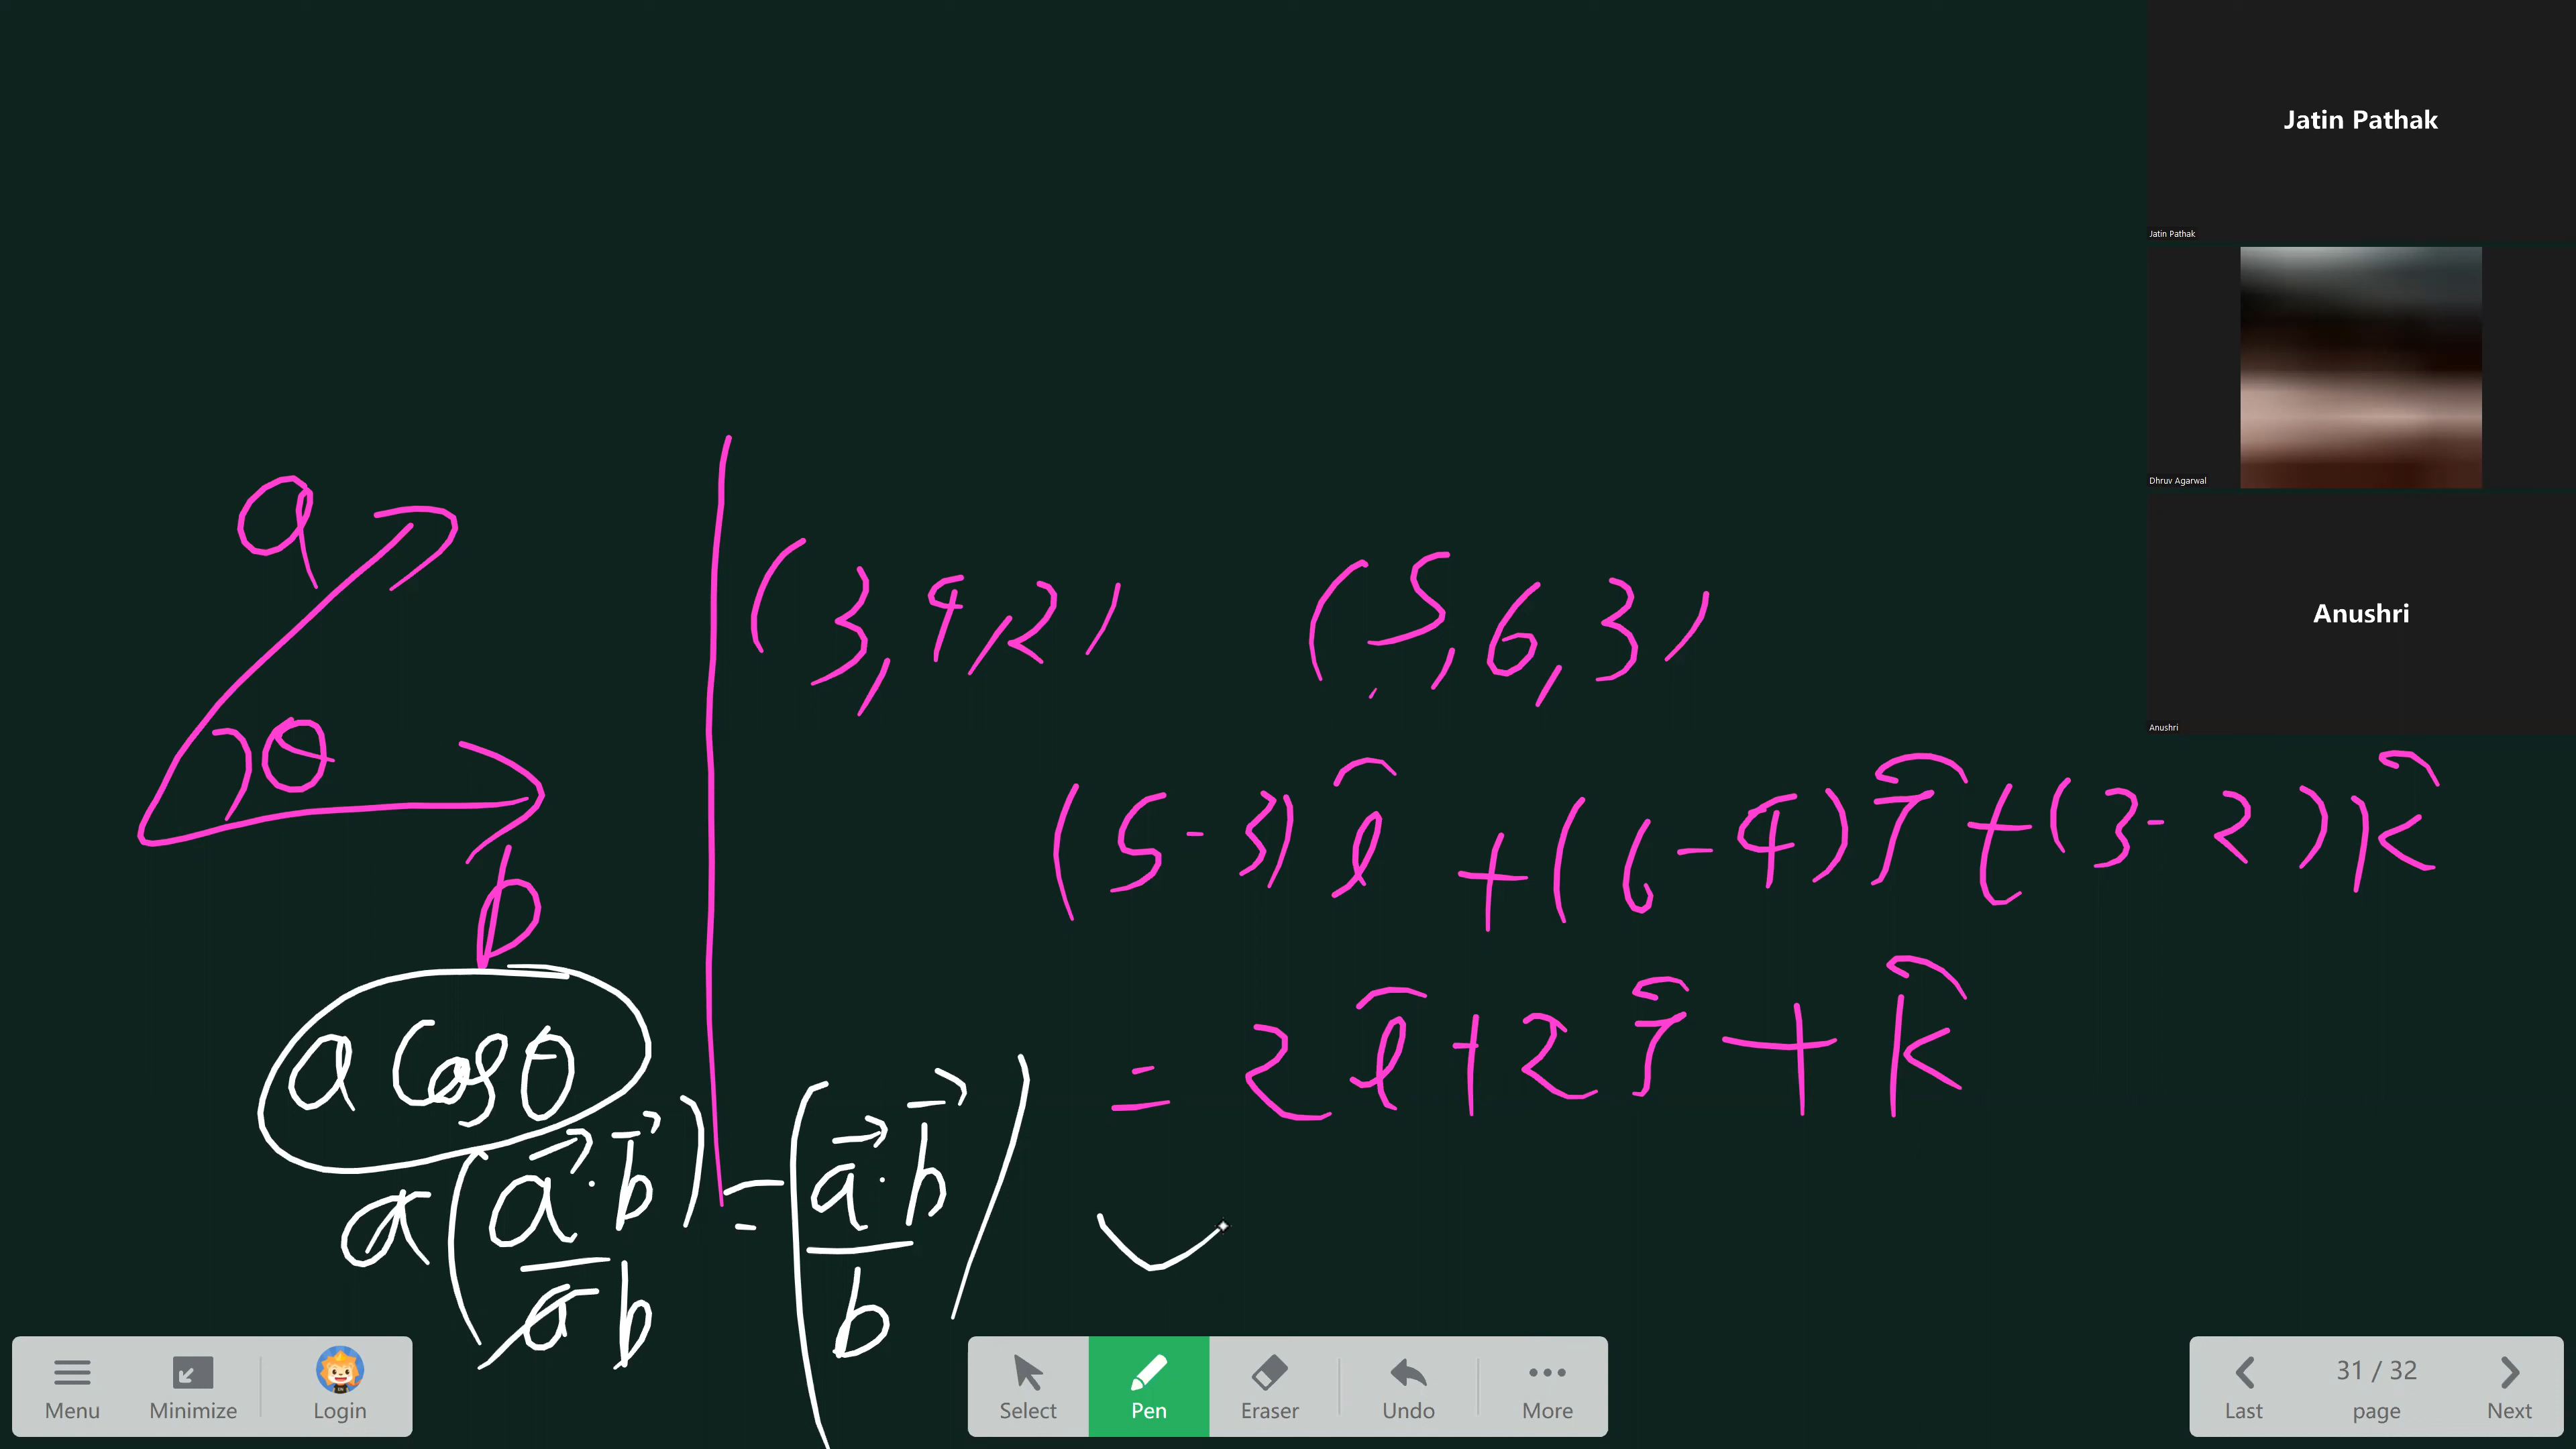 Jatin Pathak
Jatin Pathak
Dhruv Agarwal
Anushri
Anushri
a
θ
b
a cosθ
a(a⃗·b⃗ / ab) = (a⃗·b⃗ / b)
(3,4,2) (5,6,3)
(5-3)î + (6-4)ĵ + (3-2)k̂
= 2î + 2ĵ + k̂
Menu Minimize Login
Select Pen Eraser Undo More
Last 31 / 32 page Next